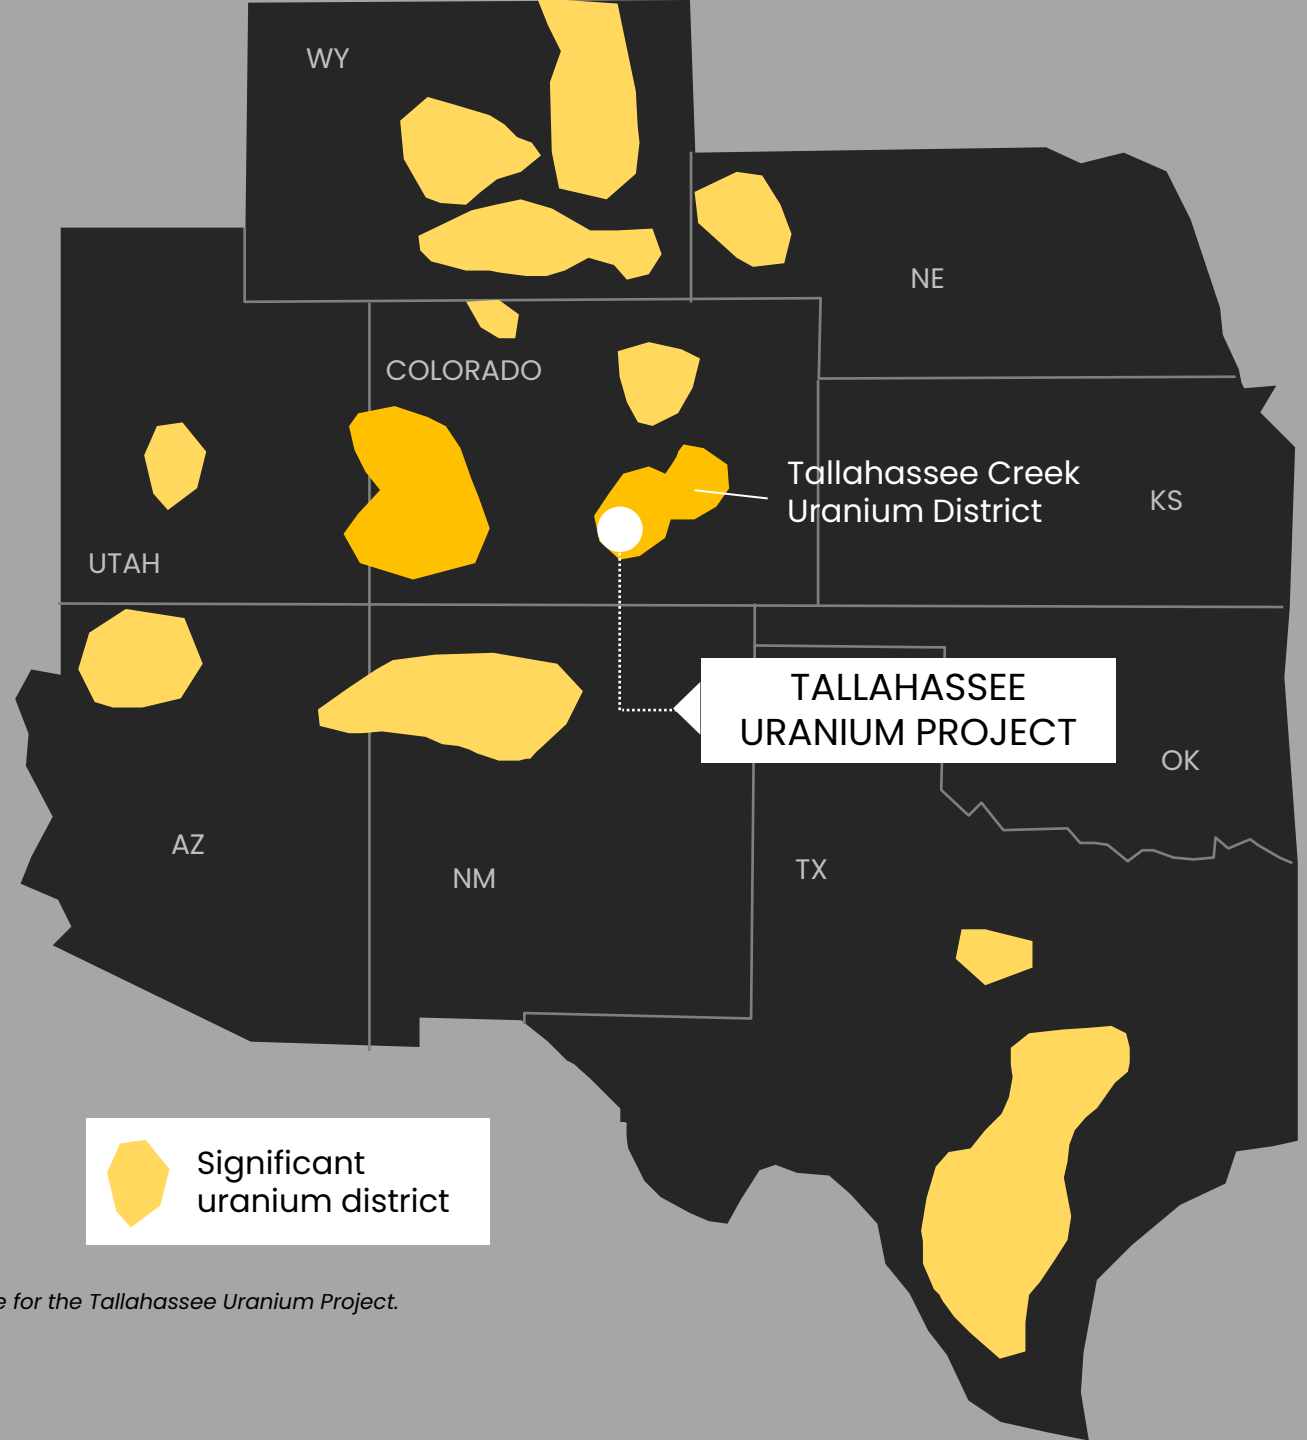 WY
NE
COLORADO
Tallahassee Creek
Uranium District
KS
UTAH
TALLAHASSEE
URANIUM PROJECT
OK
AZ
NM
TX
Significant
uranium district
for the Tallahassee Uranium Project.